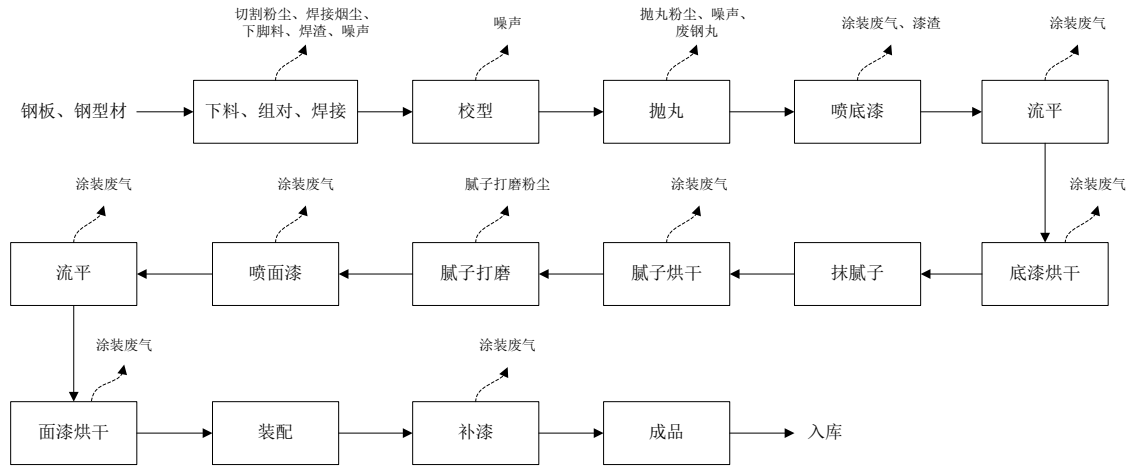 切割粉尘、焊接烟尘、
下脚料、焊渣、噪声
噪声
抛丸粉尘、噪声、
废钢丸
涂装废气、漆渣
涂装废气
钢板、钢型材
下料、组对、焊接
校型
抛丸
喷底漆
流平
涂装废气
涂装废气
腻子打磨粉尘
涂装废气
涂装废气
流平
喷面漆
腻子打磨
腻子烘干
抹腻子
底漆烘干
涂装废气
涂装废气
面漆烘干
装配
补漆
成品
入库